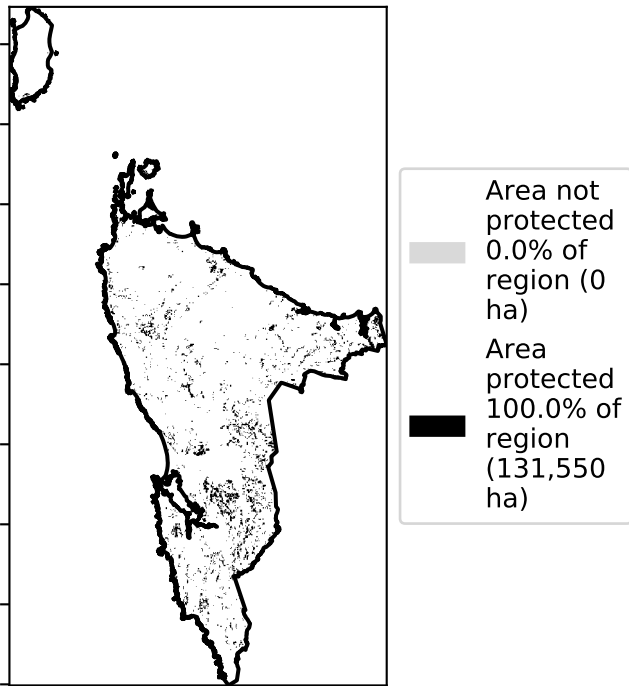 Area not
protected
0.0% of
region (0
ha)
Area
protected
100.0% of
region
(131,550
ha)